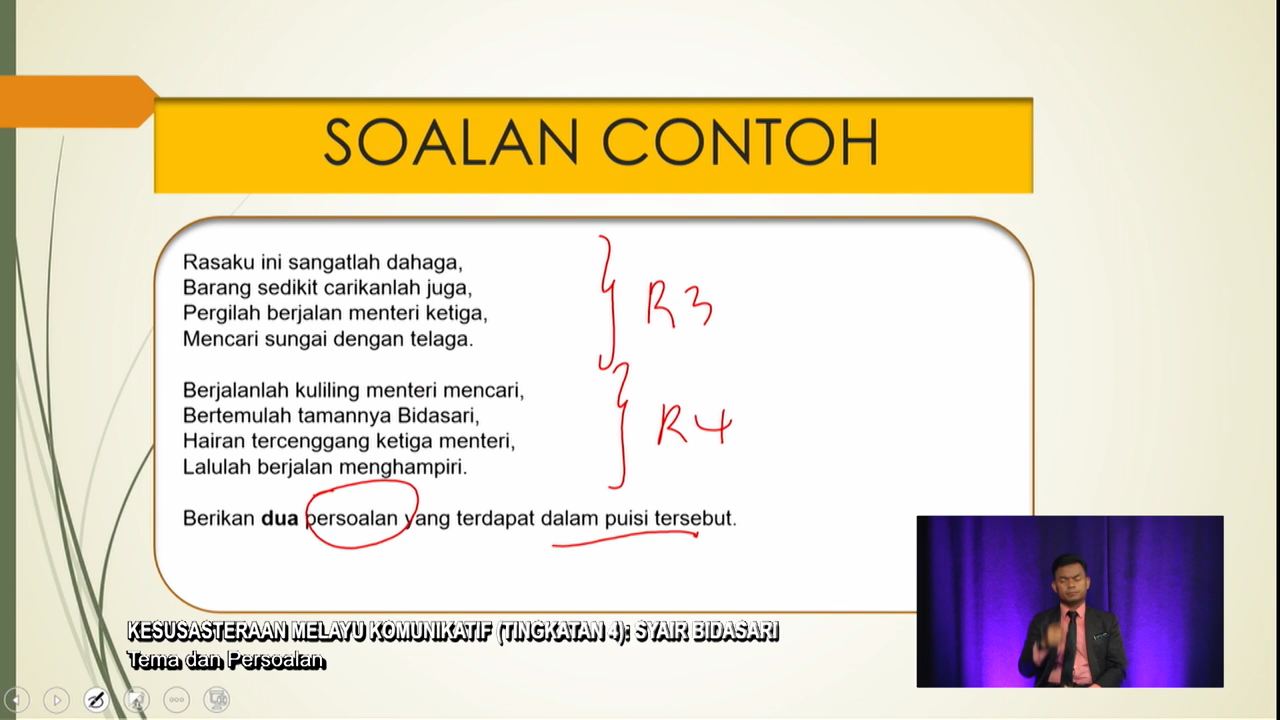 SOALAN CONTOH
Rasaku ini sangatlah dahaga,
Barang sedikit carikanlah juga,
Pergilah berjalan menteri ketiga,
Mencari sungai dengan telaga.
R3
Berjalanlah kuliling menteri mencari,
Bertemulah tamannya Bidasari,
Hairan tercenggang ketiga menteri,
Lalulah berjalan menghampiri.
R4
Berikan dua persoalan yang terdapat dalam puisi tersebut.
KESUSASTERAAN MELAYU KOMUNIKATIF (TINGKATAN 4): SYAIR BIDASARI
Tema dan Persoalan